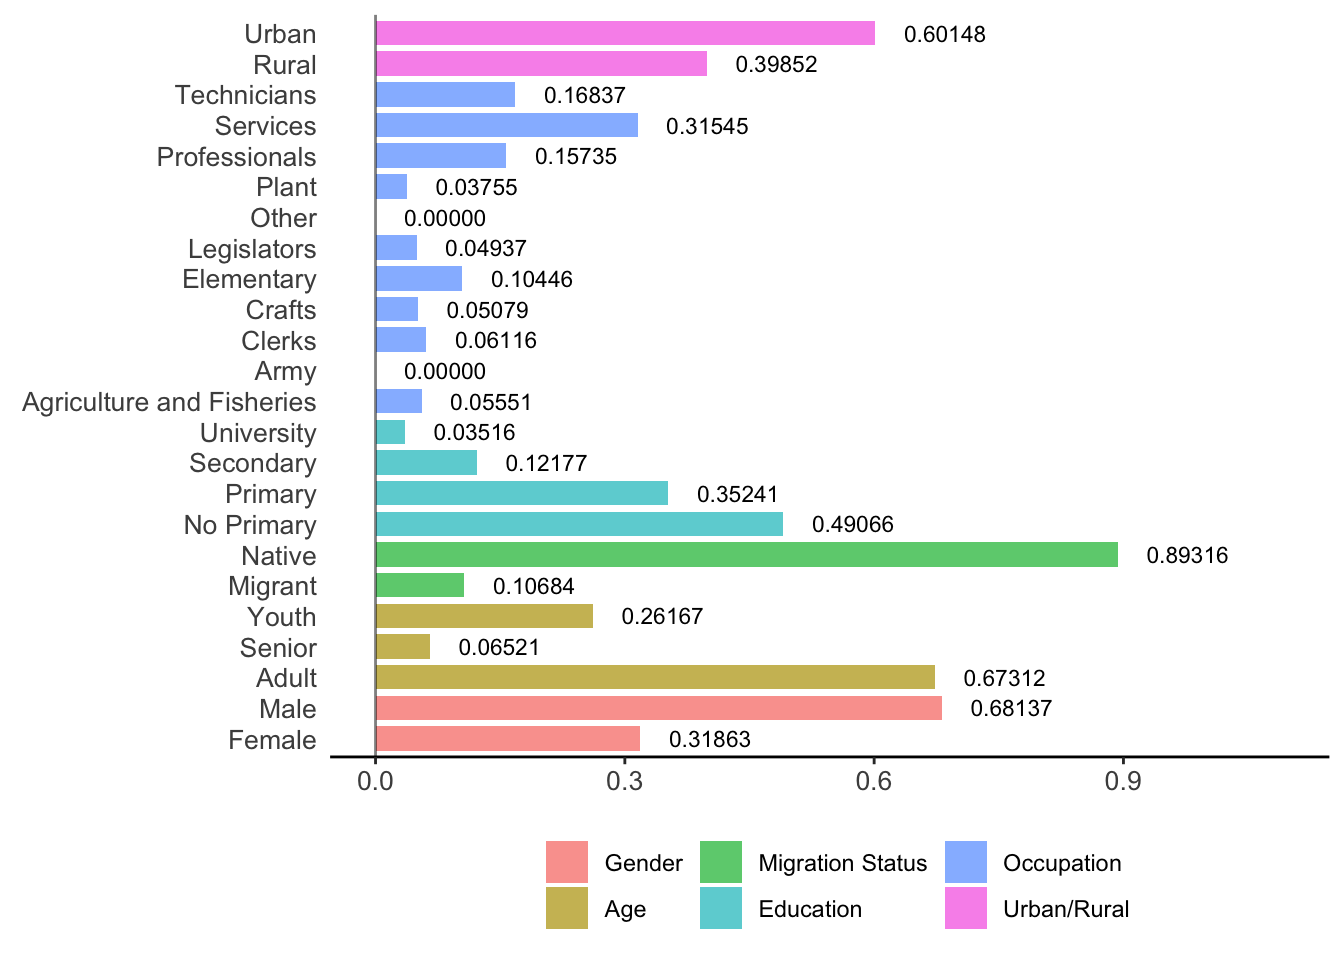 Urban 0.60148
Rural 0.39852
Technicians 0.16837
Services 0.31545
Professionals 0.15735
Plant 0.03755
Other 0.00000
Legislators 0.04937
Elementary 0.10446
Crafts 0.05079
Clerks 0.06116
Army 0.00000
Agriculture and Fisheries 0.05551
University 0.03516
Secondary 0.12177
Primary 0.35241
No Primary 0.49066
Native 0.89316
Migrant 0.10684
Youth 0.26167
Senior 0.06521
Adult 0.67312
Male 0.68137
Female 0.31863
0.0 0.3 0.6 0.9
Gender Migration Status Occupation
Age Education Urban/Rural